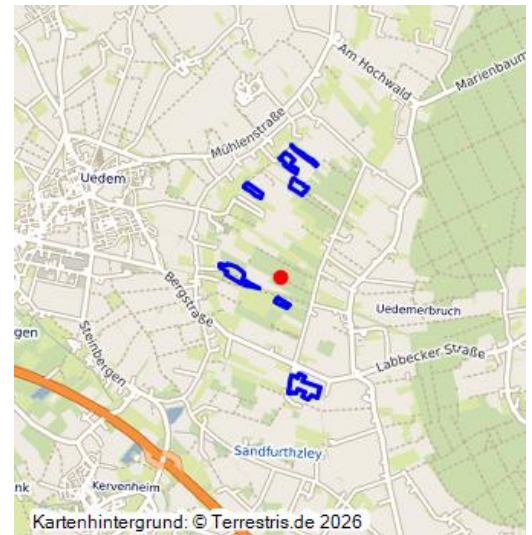 Am Hochwald
Marienbaum
Mühlenstraße
Uedem
Bergstraße
Uedemerbruch
Steinbergen
gen
Labbecker Straße
Sandfurthzley
nk
Kervenheim
Kartenhintergrund: © Terrestris.de 2026